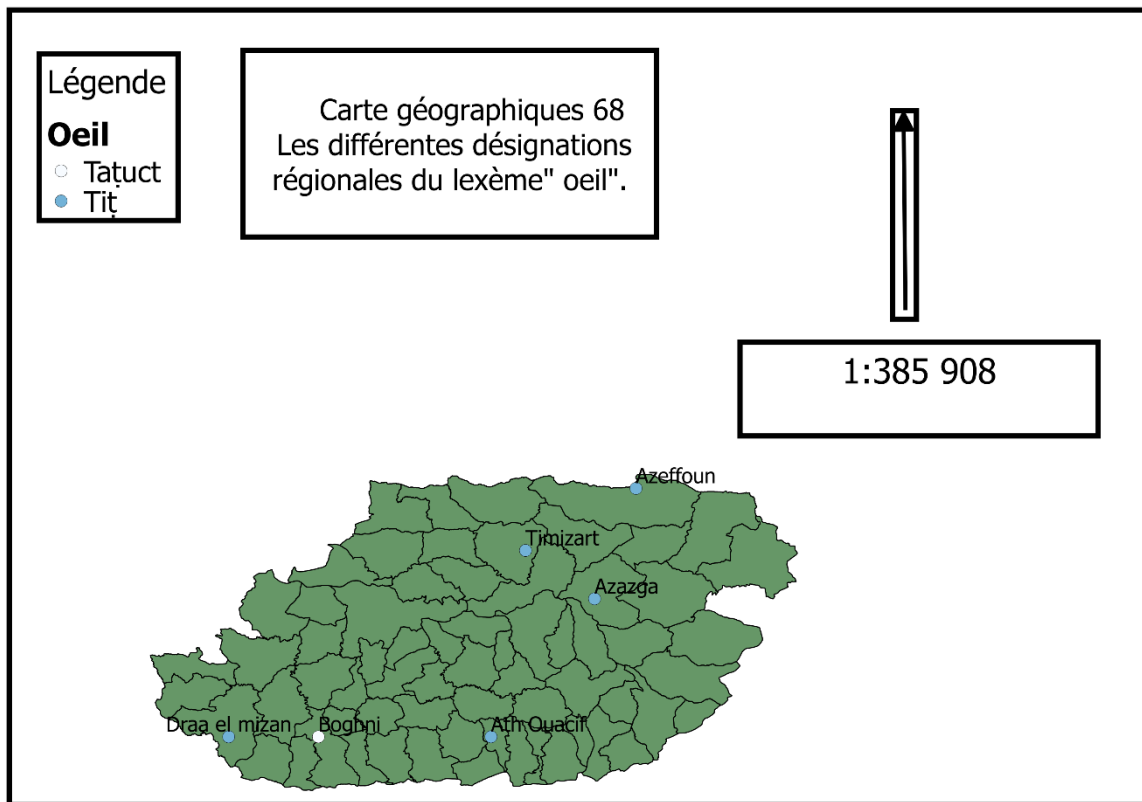 Légende
Oeil
Taṭuct
Tiṭ
Carte géographiques 68
Les différentes désignations
régionales du lexème" oeil".
1:385 908
Azeffoun
Timizart
Azazga
Draa el mizan
Boghni
Ath Ouacif